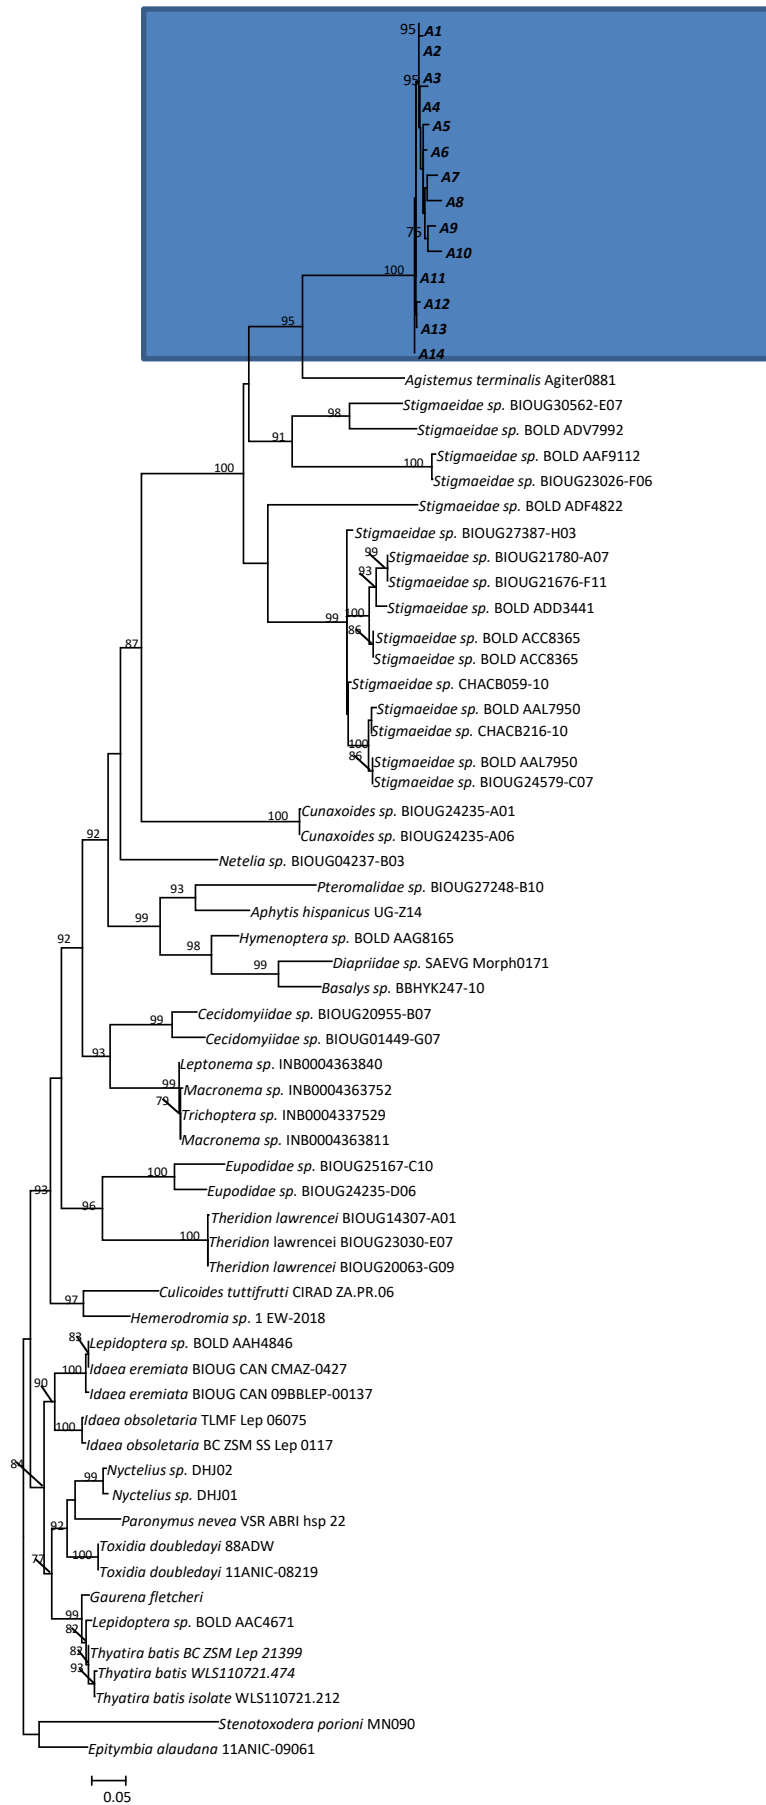 95
A1
A2
95
A3
A4
A5
A6
A7
A8
75
A9
A10
100
A11
A12
95
A13
A14
Agistemus terminalis Agiter0881
98
Stigmaeidae sp. BIOUG30562-E07
91
Stigmaeidae sp. BOLD ADV7992
100
Stigmaeidae sp. BOLD AAF9112
100
Stigmaeidae sp. BIOUG23026-F06
Stigmaeidae sp. BOLD ADF4822
Stigmaeidae sp. BIOUG27387-H03
99
Stigmaeidae sp. BIOUG21780-A07
93
Stigmaeidae sp. BIOUG21676-F11
Stigmaeidae sp. BOLD ADD3441
99
100
86
Stigmaeidae sp. BOLD ACC8365
87
Stigmaeidae sp. BOLD ACC8365
Stigmaeidae sp. CHACB059-10
Stigmaeidae sp. BOLD AAL7950
Stigmaeidae sp. CHACB216-10
100
86
Stigmaeidae sp. BOLD AAL7950
Stigmaeidae sp. BIOUG24579-C07
100
Cunaxoides sp. BIOUG24235-A01
92
Cunaxoides sp. BIOUG24235-A06
Netelia sp. BIOUG04237-B03
93
Pteromalidae sp. BIOUG27248-B10
99
Aphytis hispanicus UG-Z14
92
98
Hymenoptera sp. BOLD AAG8165
99
Diapriidae sp. SAEVG Morph0171
Basalys sp. BBHYK247-10
99
Cecidomyiidae sp. BIOUG20955-B07
Cecidomyiidae sp. BIOUG01449-G07
93
Leptonema sp. INB0004363840
99
Macronema sp. INB0004363752
79
Trichoptera sp. INB0004337529
Macronema sp. INB0004363811
100
Eupodidae sp. BIOUG25167-C10
93
96
Eupodidae sp. BIOUG24235-D06
Theridion lawrencei BIOUG14307-A01
100
Theridion lawrencei BIOUG23030-E07
Theridion lawrencei BIOUG20063-G09
97
Culicoides tuttifrutti CIRAD ZA.PR.06
Hemerodromia sp. 1 EW-2018
83
Lepidoptera sp. BOLD AAH4846
100
Idaea eremiata BIOUG CAN CMAZ-0427
90
Idaea eremiata BIOUG CAN 09BBLEP-00137
100
Idaea obsoletaria TLMF Lep 06075
Idaea obsoletaria BC ZSM SS Lep 0117
84
99
Nyctelius sp. DHJ02
Nyctelius sp. DHJ01
92
Paronymus nevea VSR ABRI hsp 22
77
100
Toxidia doubledayi 88ADW
Toxidia doubledayi 11ANIC-08219
Gaurena fletcheri
99
82
Lepidoptera sp. BOLD AAC4671
82
Thyatira batis BC ZSM Lep 21399
93
Thyatira batis WLS110721.474
Thyatira batis isolate WLS110721.212
Stenotoxodera porioni MN090
Epitymbia alaudana 11ANIC-09061
0.05